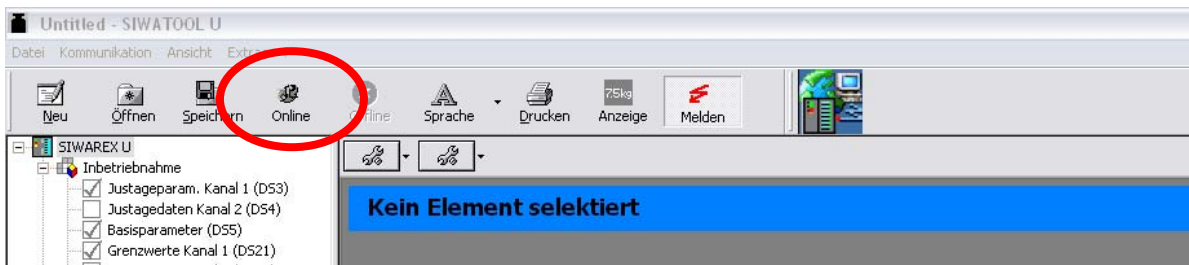 Untitled - SIWATOOL U
Datei Kommunikation Ansicht
Neu Öffnen Speichern Online Offline Sprache Drucken 7.5kg Anzeige Melden
SIWAREX U
Inbetriebnahme
Justageparam. Kanal 1 (DS3)
Justagedaten Kanal 2 (DS4)
Basisparameter (DS5)
Grenzwerte Kanal 1 (DS21)
Kein Element selektiert